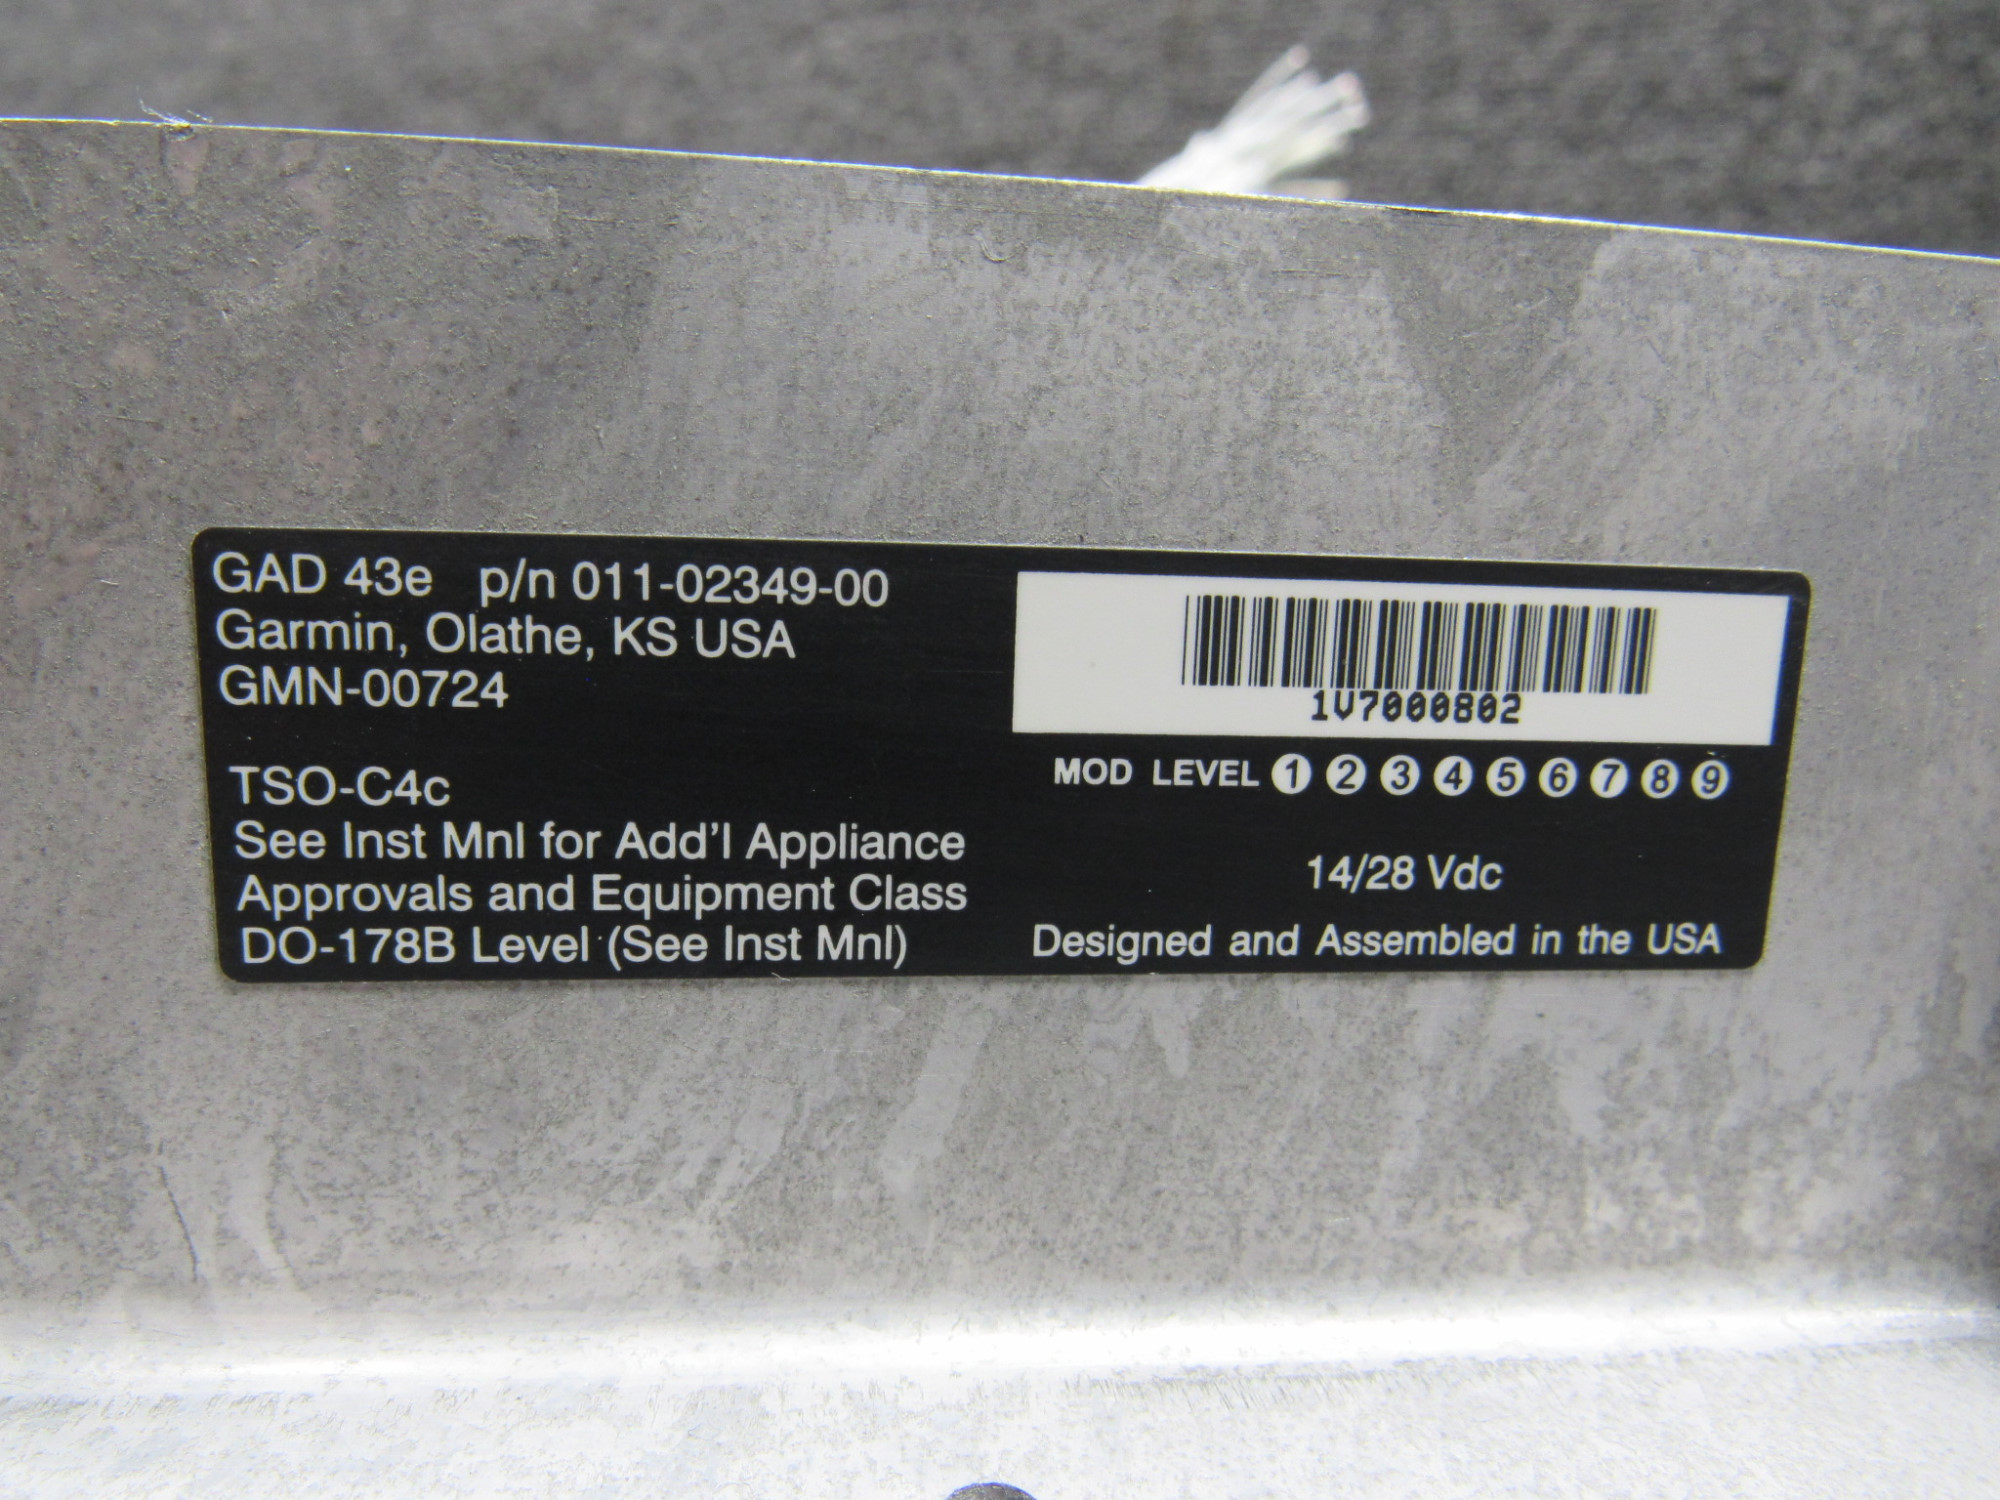 GAD 43e p/n 011-02349-00
Garmin, Olathe, KS USA
GMN-00724
TSO-C4c
See Inst Mnl for Add'l Appliance
Approvals and Equipment Class
DO-178B Level (See Inst Mnl)
1V7000802
MOD LEVEL 1 2 3 4 5 6 7 8 9
14/28 Vdc
Designed and Assembled in the USA